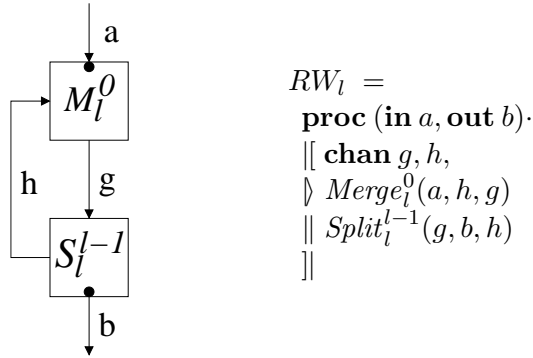 a
M_l^0
h
g
S_l^{l-1}
b
RW_l =
proc (in a, out b)·
|[ chan g, h,
|⟩ Merge_l^0(a, h, g)
|| Split_l^{l-1}(g, b, h)
]|